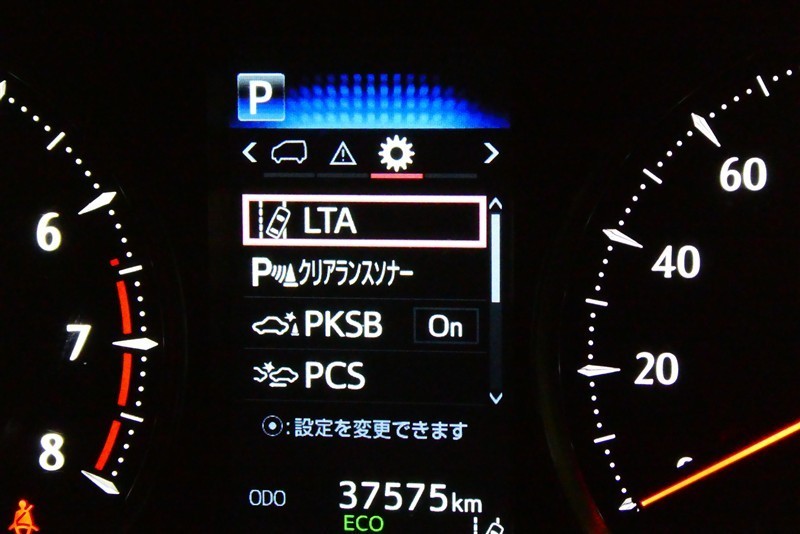 P
LTA
P クリアランスソナー
PKSB On
PCS
:設定を変更できます
ODO 37575km
ECO
6
7
8
60
40
20